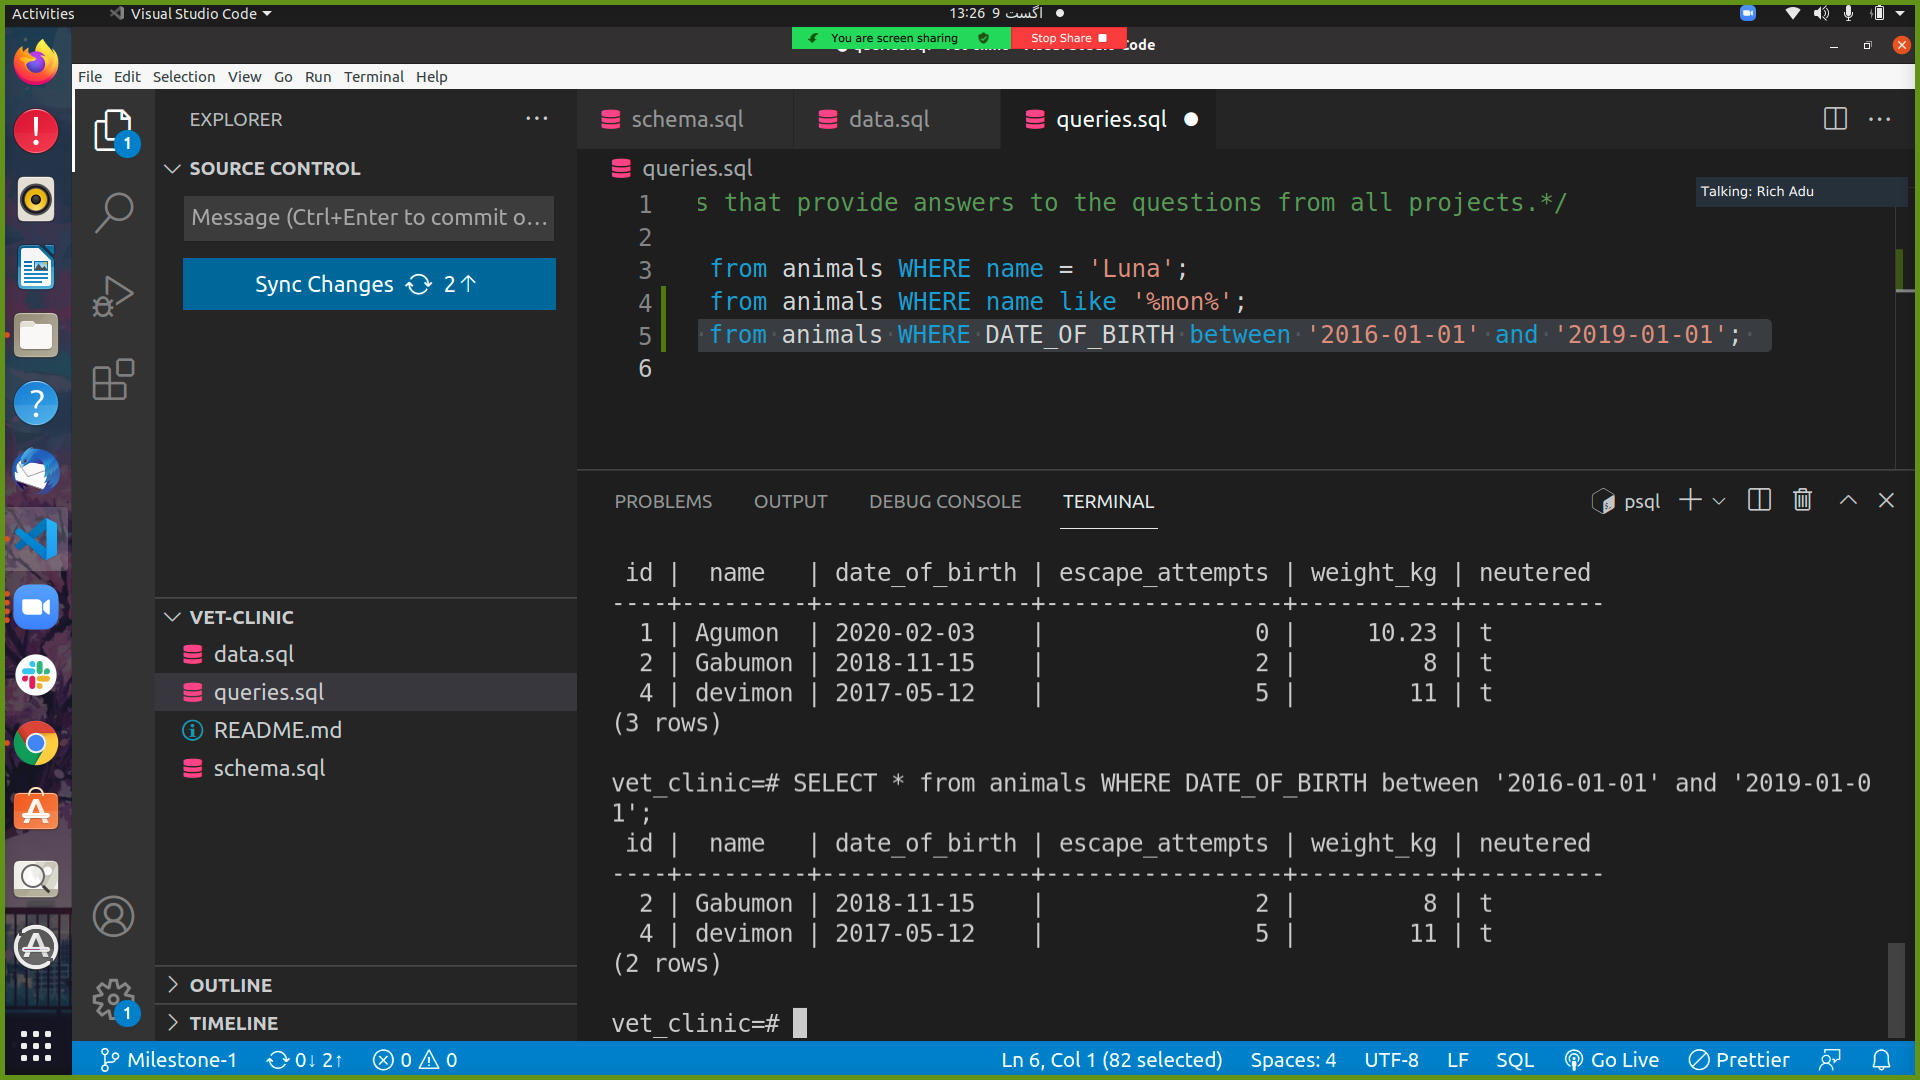 Activities
Visual Studio Code
13:26 9 اگست
You are screen sharing
Stop Share
Code
File Edit Selection View Go Run Terminal Help
EXPLORER
1
SOURCE CONTROL
Message (Ctrl+Enter to commit o...
Sync Changes 2↑
schema.sql
data.sql
queries.sql
queries.sql
Talking: Rich Adu
1 s that provide answers to the questions from all projects.*/
2
3 from animals WHERE name = 'Luna';
4 from animals WHERE name like '%mon%';
5 from animals WHERE DATE_OF_BIRTH between '2016-01-01' and '2019-01-01';
6
VET-CLINIC
data.sql
queries.sql
README.md
schema.sql
OUTLINE
TIMELINE
1
PROBLEMS OUTPUT DEBUG CONSOLE TERMINAL
psql
id | name | date_of_birth | escape_attempts | weight_kg | neutered
----+----------+---------------+-----------------+-----------+----------
1 | Agumon | 2020-02-03 | 0 | 10.23 | t
2 | Gabumon | 2018-11-15 | 2 | 8 | t
4 | devimon | 2017-05-12 | 5 | 11 | t
(3 rows)
vet_clinic=# SELECT * from animals WHERE DATE_OF_BIRTH between '2016-01-01' and '2019-01-0
1';
id | name | date_of_birth | escape_attempts | weight_kg | neutered
----+----------+---------------+-----------------+-----------+----------
2 | Gabumon | 2018-11-15 | 2 | 8 | t
4 | devimon | 2017-05-12 | 5 | 11 | t
(2 rows)
vet_clinic=#
Milestone-1 0↓ 2↑ 0 0
Ln 6, Col 1 (82 selected) Spaces: 4 UTF-8 LF SQL Go Live Prettier